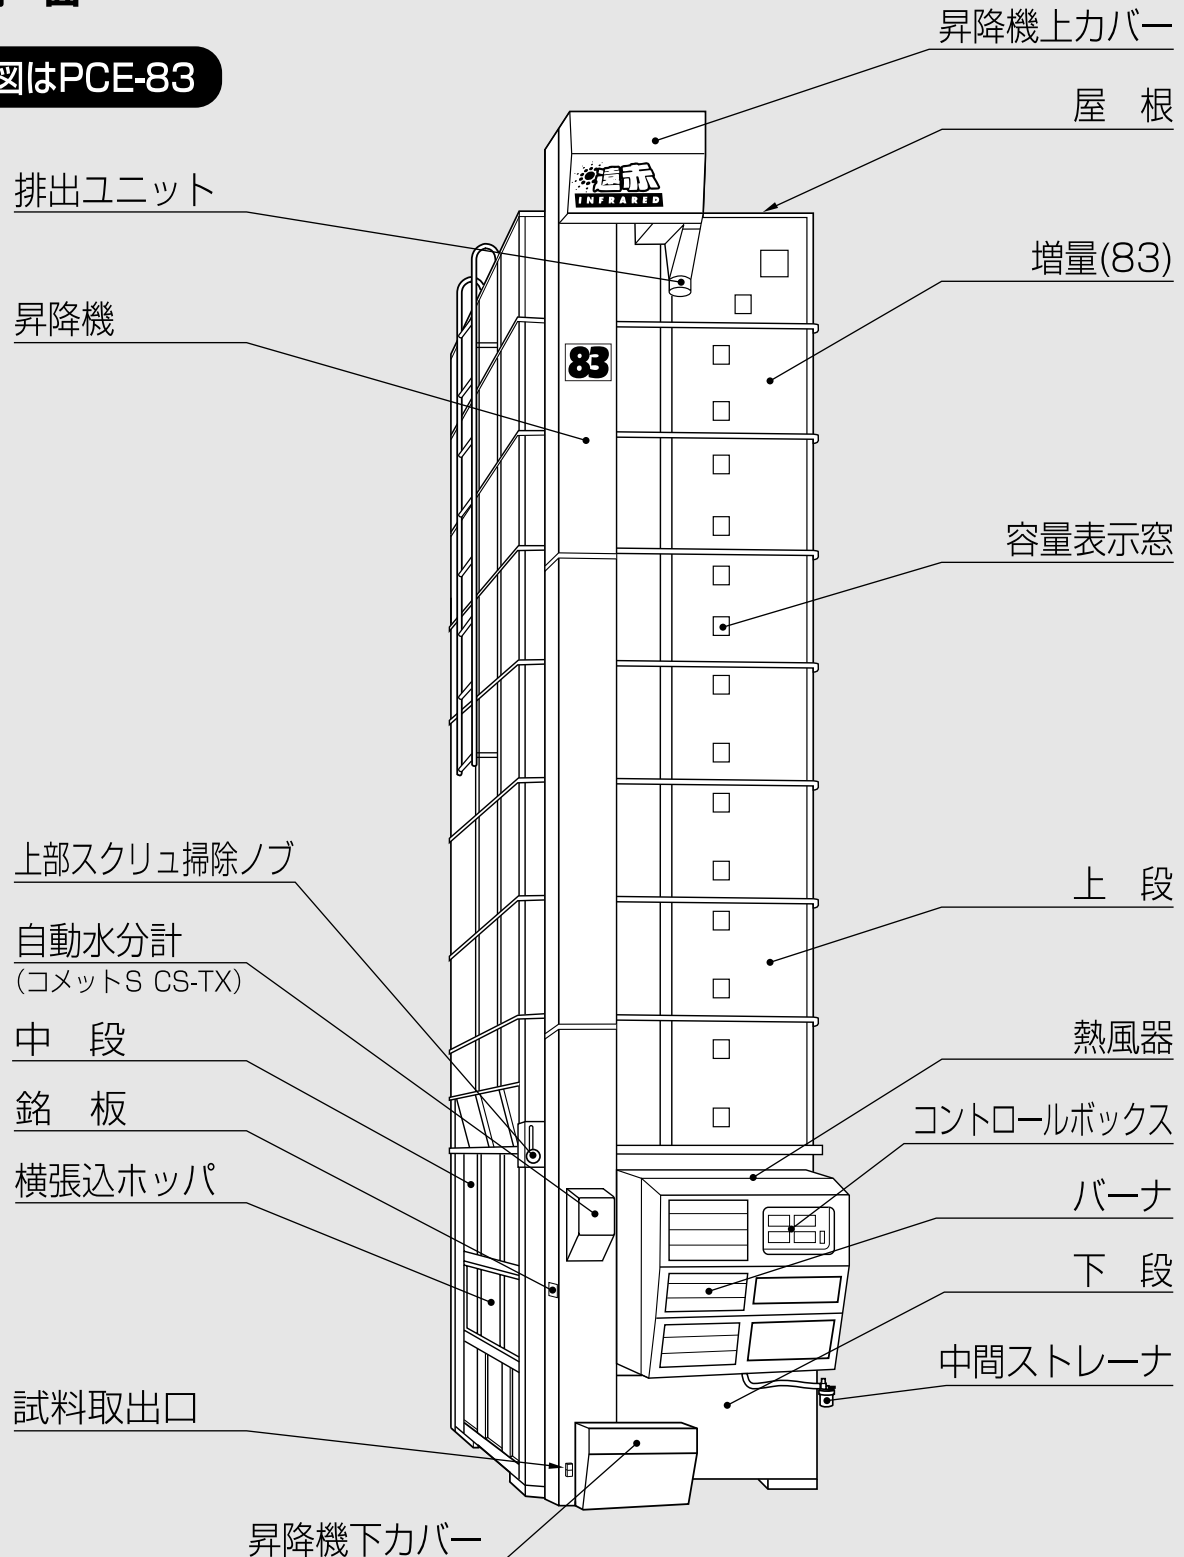 図はPCE-83
昇降機上カバー
屋 根
排出ユニット
遠赤
INFRARED
増量(83)
昇降機
83
容量表示窓
上部スクリュ掃除ノブ
上 段
自動水分計
(コメットS CS-TX)
中 段
熱風器
銘 板
コントロールボックス
横張込ホッパ
バーナ
下 段
中間ストレーナ
試料取出口
昇降機下カバー